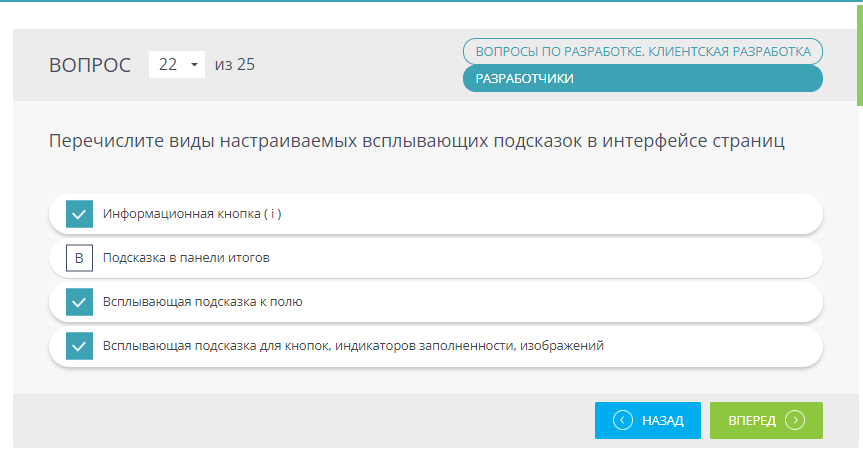 ВОПРОС 22 из 25
ВОПРОСЫ ПО РАЗРАБОТКЕ. КЛИЕНТСКАЯ РАЗРАБОТКА
РАЗРАБОТЧИКИ
Перечислите виды настраиваемых всплывающих подсказок в интерфейсе страниц
Информационная кнопка ( i )
B Подсказка в панели итогов
Всплывающая подсказка к полю
Всплывающая подсказка для кнопок, индикаторов заполненности, изображений
НАЗАД
ВПЕРЕД